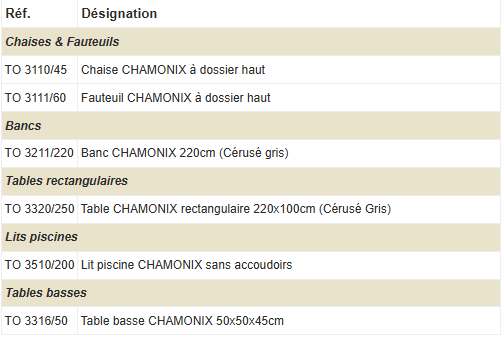 Réf. Désignation
Chaises & Fauteuils
TO 3110/45 Chaise CHAMONIX à dossier haut
TO 3111/60 Fauteuil CHAMONIX à dossier haut
Bancs
TO 3211/220 Banc CHAMONIX 220cm (Cérusé gris)
Tables rectangulaires
TO 3320/250 Table CHAMONIX rectangulaire 220x100cm (Cérusé Gris)
Lits piscines
TO 3510/200 Lit piscine CHAMONIX sans accoudoirs
Tables basses
TO 3316/50 Table basse CHAMONIX 50x50x45cm